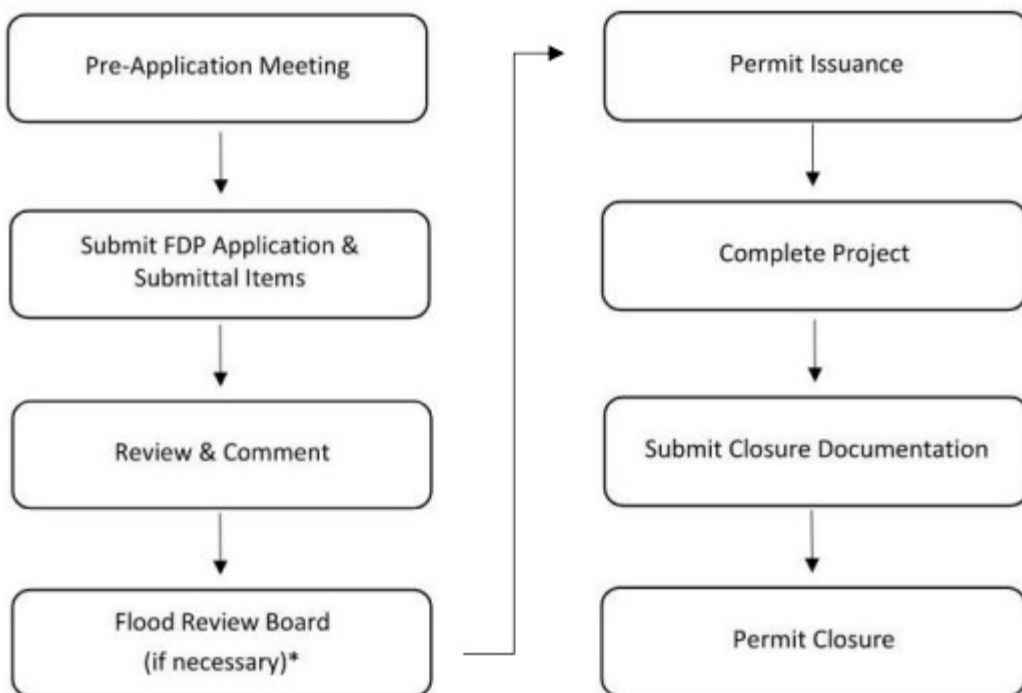 Pre-Application Meeting
Submit FDP Application &
Submittal Items
Review & Comment
Flood Review Board
(if necessary)*
Permit Issuance
Complete Project
Submit Closure Documentation
Permit Closure